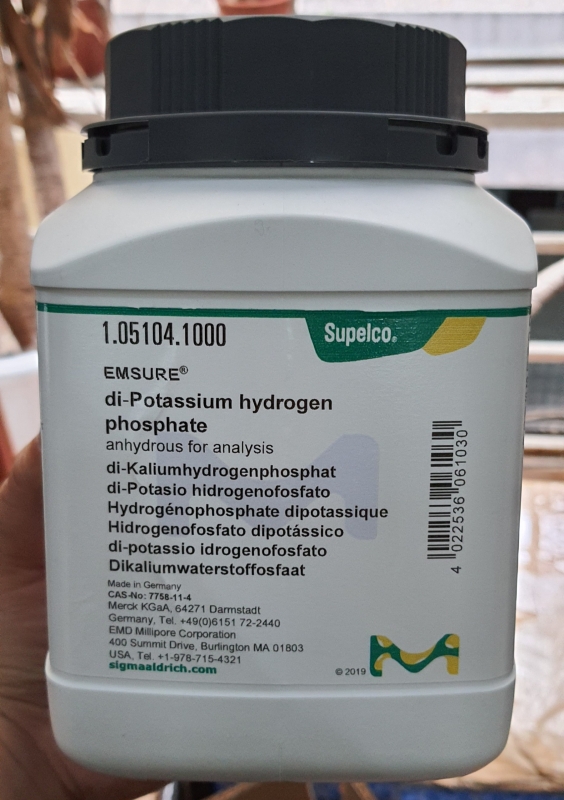 1.05104.1000
Supelco®
EMSURE®
di-Potassium hydrogen
phosphate
anhydrous for analysis
di-Kaliumhydrogenphosphat
di-Potasio hidrogenofosfato
Hydrogénophosphate dipotassique
Hidrogenofosfato dipotássico
di-potassio idrogenofosfato
Dikaliumwaterstoffosfaat
Made in Germany
CAS-No: 7758-11-4
Merck KGaA, 64271 Darmstadt
Germany, Tel. +49(0)6151 72-2440
EMD Millipore Corporation
400 Summit Drive, Burlington MA 01803
USA, Tel. +1-978-715-4321
sigmaaldrich.com
© 2019
4 022536 061030